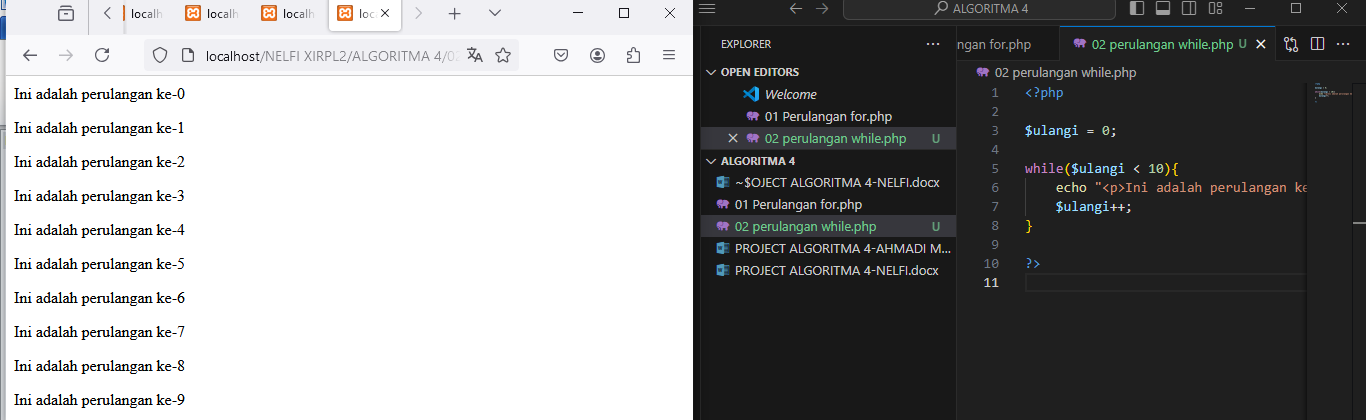 localh
localh
localh
loca
localhost/NELFI XIRPL2/ALGORITMA 4/02
Ini adalah perulangan ke-0
Ini adalah perulangan ke-1
Ini adalah perulangan ke-2
Ini adalah perulangan ke-3
Ini adalah perulangan ke-4
Ini adalah perulangan ke-5
Ini adalah perulangan ke-6
Ini adalah perulangan ke-7
Ini adalah perulangan ke-8
Ini adalah perulangan ke-9
ALGORITMA 4
EXPLORER
OPEN EDITORS
Welcome
01 Perulangan for.php
02 perulangan while.php U
ALGORITMA 4
~$OJECT ALGORITMA 4-NELFI.docx
01 Perulangan for.php
02 perulangan while.php U
PROJECT ALGORITMA 4-AHMADI M...
PROJECT ALGORITMA 4-NELFI.docx
ngan for.php
02 perulangan while.php U
02 perulangan while.php
1 <?php
2
3 $ulangi = 0;
4
5 while($ulangi < 10){
6 echo "<p>Ini adalah perulangan ke
7 $ulangi++;
8 }
9
10 ?>
11